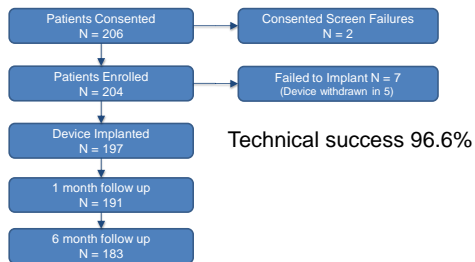 Patients Consented
N = 206
Consented Screen Failures
N = 2
Patients Enrolled
N = 204
Failed to Implant N = 7
(Device withdrawn in 5)
Device Implanted
N = 197
Technical success 96.6%
1 month follow up
N = 191
6 month follow up
N = 183